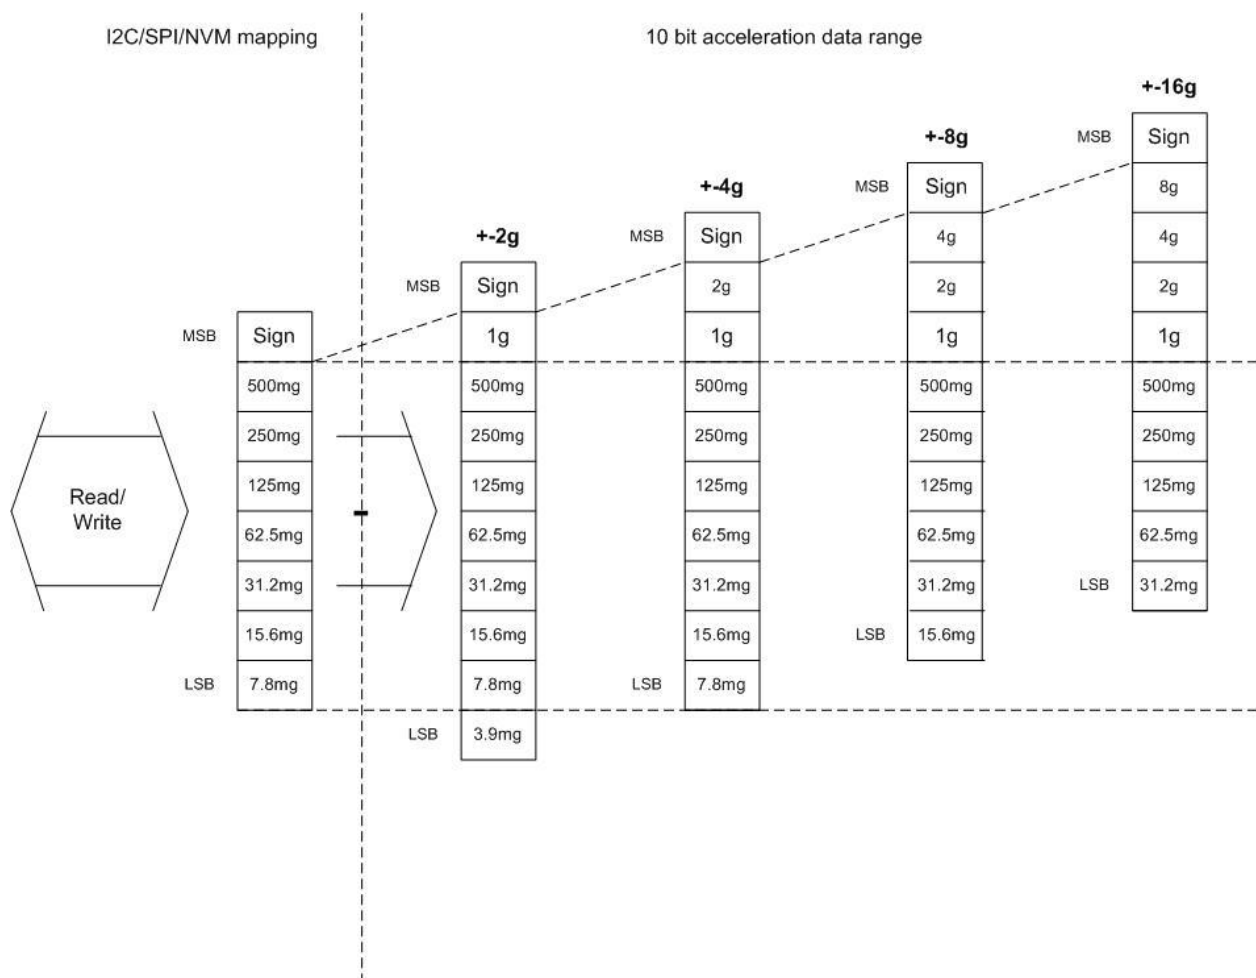 I2C/SPI/NVM mapping
10 bit acceleration data range
+-16g
MSB Sign
8g
4g
2g
1g
500mg
250mg
125mg
62.5mg
LSB 31.2mg
+-8g
MSB Sign
4g
2g
1g
500mg
250mg
125mg
62.5mg
31.2mg
LSB 15.6mg
+-4g
MSB Sign
2g
1g
500mg
250mg
125mg
62.5mg
31.2mg
15.6mg
LSB 7.8mg
+-2g
MSB Sign
1g
500mg
250mg
125mg
62.5mg
31.2mg
15.6mg
7.8mg
LSB 3.9mg
MSB Sign
500mg
250mg
125mg
62.5mg
31.2mg
15.6mg
LSB 7.8mg
Read/
Write
-